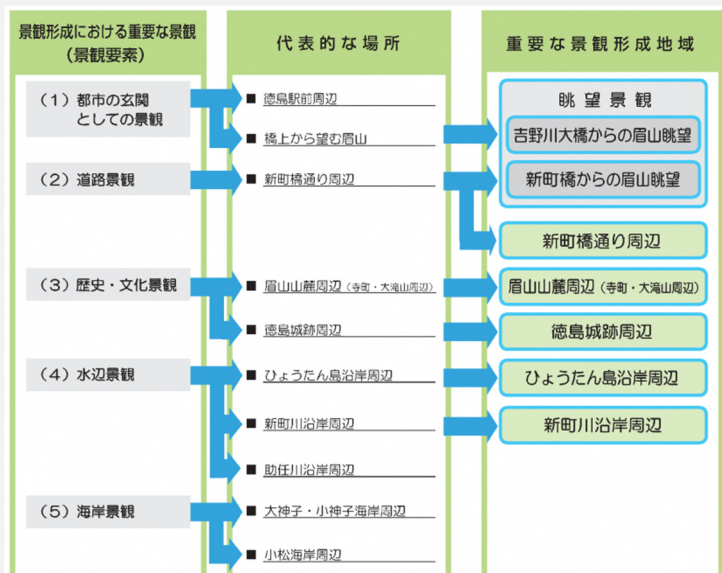 景観形成における重要な景観
(景観要素)
(1)都市の玄関
としての景観
(2)道路景観
(3)歴史・文化景観
(4)水辺景観
(5)海岸景観
代表的な場所
■ 徳島駅前周辺
■ 橋上から望む眉山
■ 新町橋通り周辺
■ 眉山山麓周辺(寺町・大滝山周辺)
■ 徳島城跡周辺
■ ひょうたん島沿岸周辺
■ 新町川沿岸周辺
■ 助任川沿岸周辺
■ 大神子・小神子海岸周辺
■ 小松海岸周辺
重要な景観形成地域
眺望景観
吉野川大橋からの眉山眺望
新町橋からの眉山眺望
新町橋通り周辺
眉山山麓周辺(寺町・大滝山周辺)
徳島城跡周辺
ひょうたん島沿岸周辺
新町川沿岸周辺